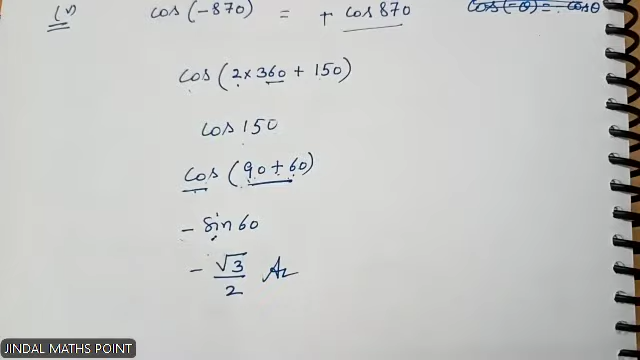 (v) cos(-870) = + cos 870 cos(-θ) = cosθ
cos(2×360 + 150)
cos 150
cos (90+60)
- sin 60
- √3/2 A
JINDAL MATHS POINT